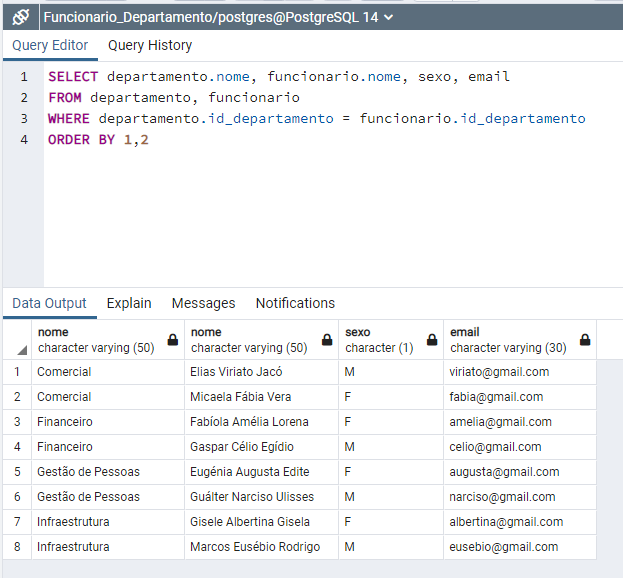 Funcionario_Departamento/postgres@PostgreSQL 14
Query Editor Query History
1 SELECT departamento.nome, funcionario.nome, sexo, email
2 FROM departamento, funcionario
3 WHERE departamento.id_departamento = funcionario.id_departamento
4 ORDER BY 1,2
Data Output Explain Messages Notifications
nome nome sexo email
character varying (50) character varying (50) character (1) character varying (30)
1 Comercial Elias Viriato Jacó M viriato@gmail.com
2 Comercial Micaela Fábia Vera F fabia@gmail.com
3 Financeiro Fabíola Amélia Lorena F amelia@gmail.com
4 Financeiro Gaspar Célio Egídio M celio@gmail.com
5 Gestão de Pessoas Eugénia Augusta Edite F augusta@gmail.com
6 Gestão de Pessoas Guálter Narciso Ulisses M narciso@gmail.com
7 Infraestrutura Gisele Albertina Gisela F albertina@gmail.com
8 Infraestrutura Marcos Eusébio Rodrigo M eusebio@gmail.com